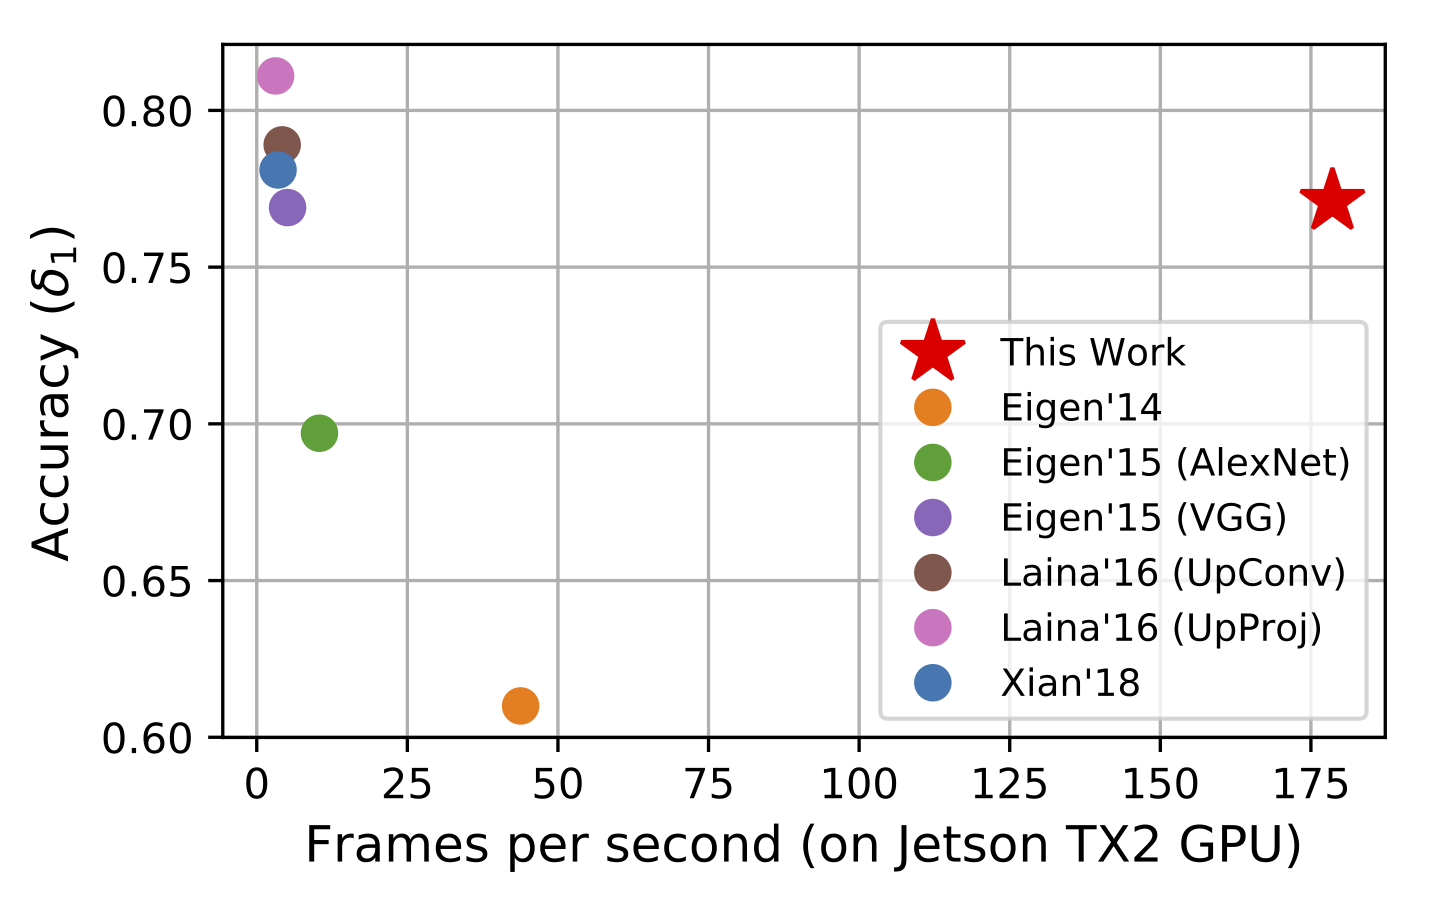 0.80
0.75
0.70
0.65
0.60
Accuracy (δ₁)
This Work
Eigen'14
Eigen'15 (AlexNet)
Eigen'15 (VGG)
Laina'16 (UpConv)
Laina'16 (UpProj)
Xian'18
0 25 50 75 100 125 150 175
Frames per second (on Jetson TX2 GPU)